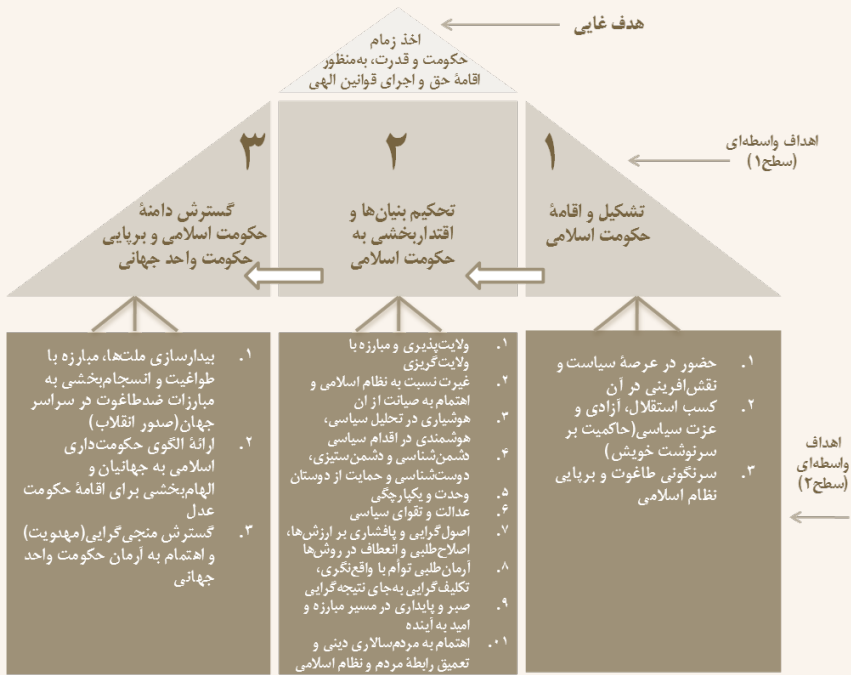 هدف غایی
اخذ زمام
حکومت و قدرت، به‌منظور
اقامهٔ حق و اجرای قوانین الهی
اهداف واسطه‌ای
(سطح۱)
۱
تشکیل و اقامهٔ
حکومت اسلامی
۲
تحکیم بنیان‌ها و
اقتداربخشی به
حکومت اسلامی
۳
گسترش دامنهٔ
حکومت اسلامی و برپایی
حکومت واحد جهانی
اهداف
واسطه‌ای
(سطح۲)
۱. حضور در عرصهٔ سیاست و
نقش‌افرینی در آن
۲. کسب استقلال، آزادی و
عزت سیاسی(حاکمیت بر
سرنوشت خویش)
۳. سرنگونی طاغوت و برپایی
نظام اسلامی
۱. ولایت‌پذیری و مبارزه با
ولایت‌گریزی
۲. غیرت نسبت به نظام اسلامی و
اهتمام به صیانت از ان
۳. هوشیاری در تحلیل سیاسی،
هوشمندی در اقدام سیاسی
۴. دشمن‌شناسی و دشمن‌ستیزی،
دوست‌شناسی و حمایت از دوستان
۵. وحدت و یکپارچگی
۶. عدالت و تقوای سیاسی
۷. اصول‌گرایی و پافشاری بر ارزش‌ها،
اصلاح‌طلبی و انعطاف در روش‌ها
۸. آرمان‌طلبی توأم با واقع‌نگری،
تکلیف‌گرایی به‌جای نتیجه‌گرایی
۹. صبر و پایداری در مسیر مبارزه و
امید به آینده
۰۱. اهتمام به مردم‌سالاری دینی و
تعمیق رابطهٔ مردم و نظام اسلامی
۱. بیدارسازی ملت‌ها، مبارزه با
طواغیت و انسجام‌بخشی به
مبارزات ضدطاغوت در سراسر
جهان(صدور انقلاب)
۲. ارائهٔ الگوی حکومت‌داری
اسلامی به جهانیان و
الهام‌بخشی برای اقامهٔ حکومت
عدل
۳. گسترش منجی‌گرایی(مهدویت)
و اهتمام به آرمان حکومت واحد
جهانی